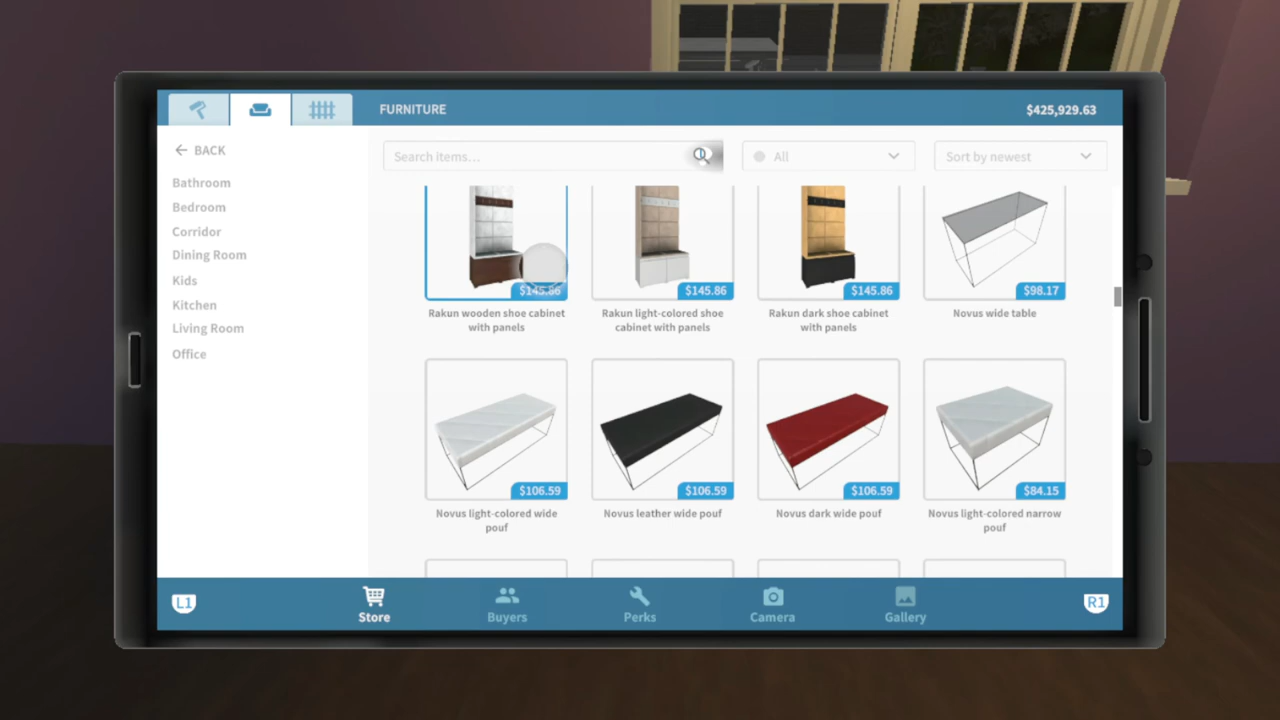 FURNITURE
$425,929.63
BACK
Bathroom
Bedroom
Corridor
Dining Room
Kids
Kitchen
Living Room
Office
Search items...
All
Sort by newest
$145.86
$145.86
$145.86
$98.17
Rakun wooden shoe cabinet
with panels
Rakun light-colored shoe
cabinet with panels
Rakun dark shoe cabinet
with panels
Novus wide table
$106.59
$106.59
$106.59
$84.15
Novus light-colored wide
pouf
Novus leather wide pouf
Novus dark wide pouf
Novus light-colored narrow
pouf
L1
Store
Buyers
Perks
Camera
Gallery
R1